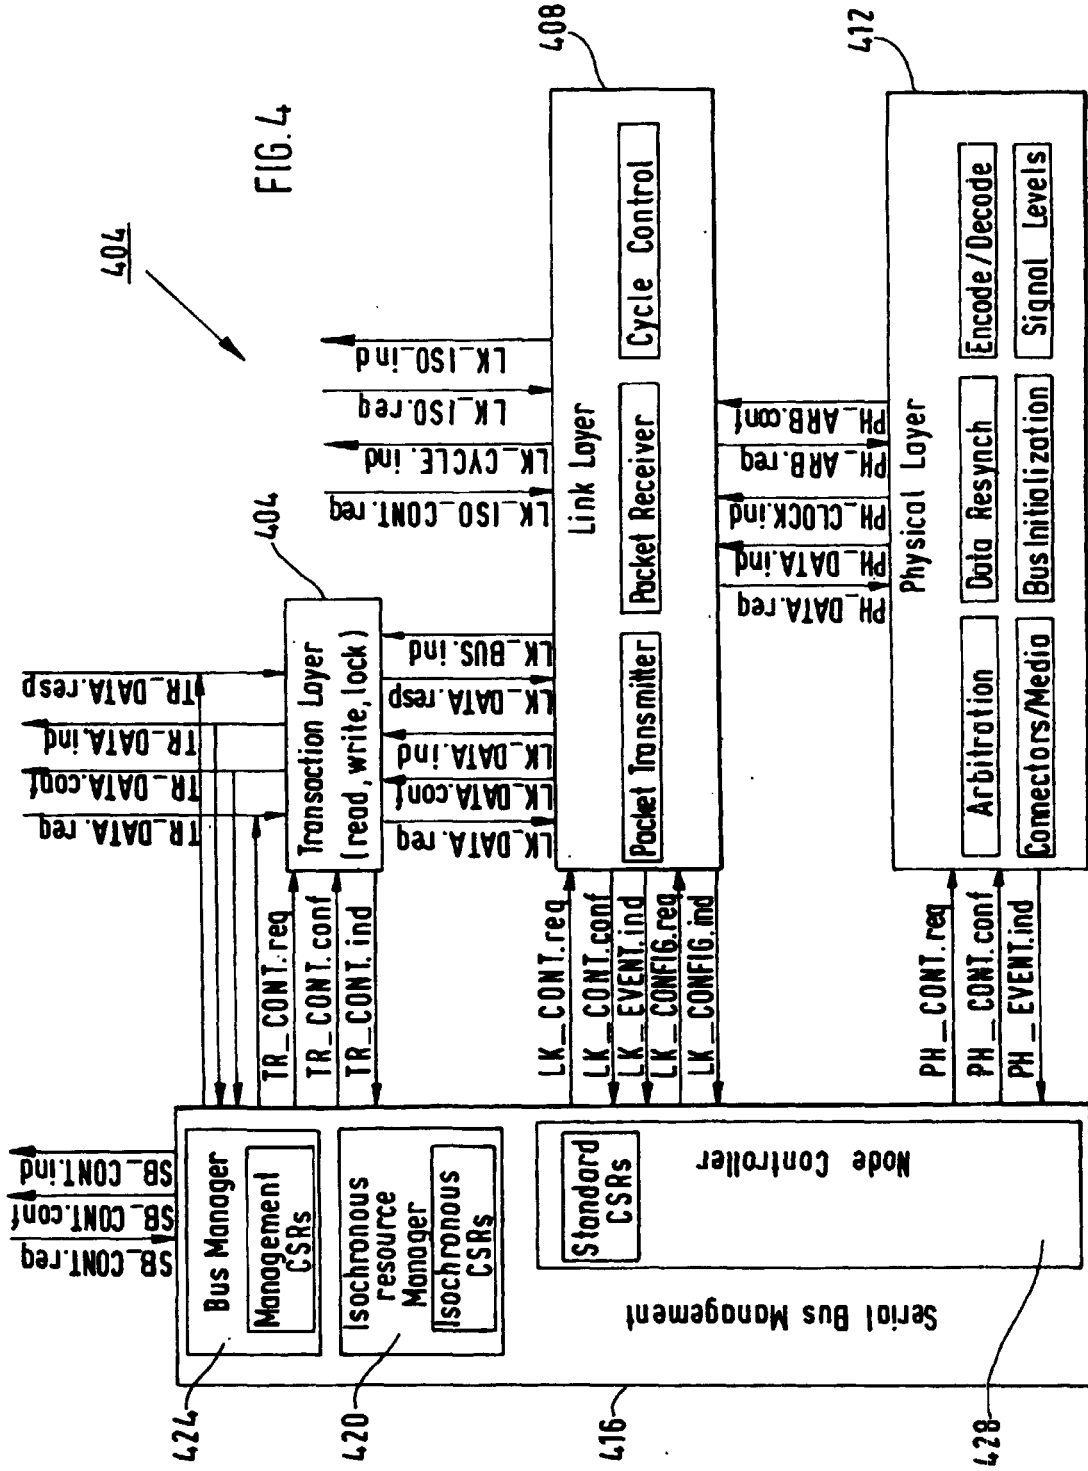 FIG. 4
404
SB_CONT.req
SB_CONT.conf
SB_CONT.ind
TR_DATA.req
TR_DATA.conf
TR_DATA.ind
TR_DATA.resp
424
Bus Manager
Management
CSRs
420
Isochronous
resource
Manager
Isochronous
CSRs
416
Serial Bus Management
428
Standard
CSRs
Node Controller
TR_CONT.req
TR_CONT.conf
TR_CONT.ind
404
Transaction Layer
(read, write, lock)
LK_DATA.req
LK_DATA.conf
LK_DATA.ind
LK_DATA.resp
LK_BUS.ind
LK_ISO_CONT.req
LK_CYCLE.ind
LK_ISO.req
LK_ISO.ind
LK_CONT.req
LK_CONT.conf
LK_EVENT.ind
LK_CONFIG.req
LK_CONFIG.ind
408
Link Layer
Packet Transmitter
Packet Receiver
Cycle Control
PH_DATA.req
PH_DATA.ind
PH_CLOCK.ind
PH_ARB.req
PH_ARB.conf
PH_CONT.req
PH_CONT.conf
PH_EVENT.ind
412
Physical Layer
Arbitration
Data Resynch
Encode/Decode
Connectors/Media
Bus Initialization
Signal Levels